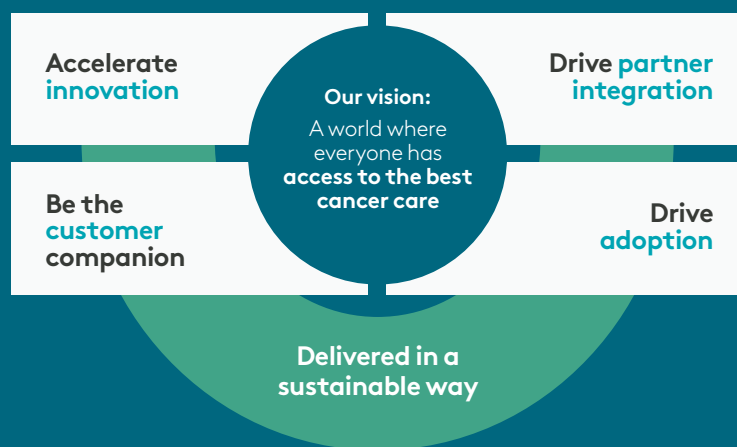 Accelerate
innovation
Drive partner
integration
Our vision:
A world where
everyone has
access to the best
cancer care
Be the
customer
companion
Drive
adoption
Delivered in a
sustainable way